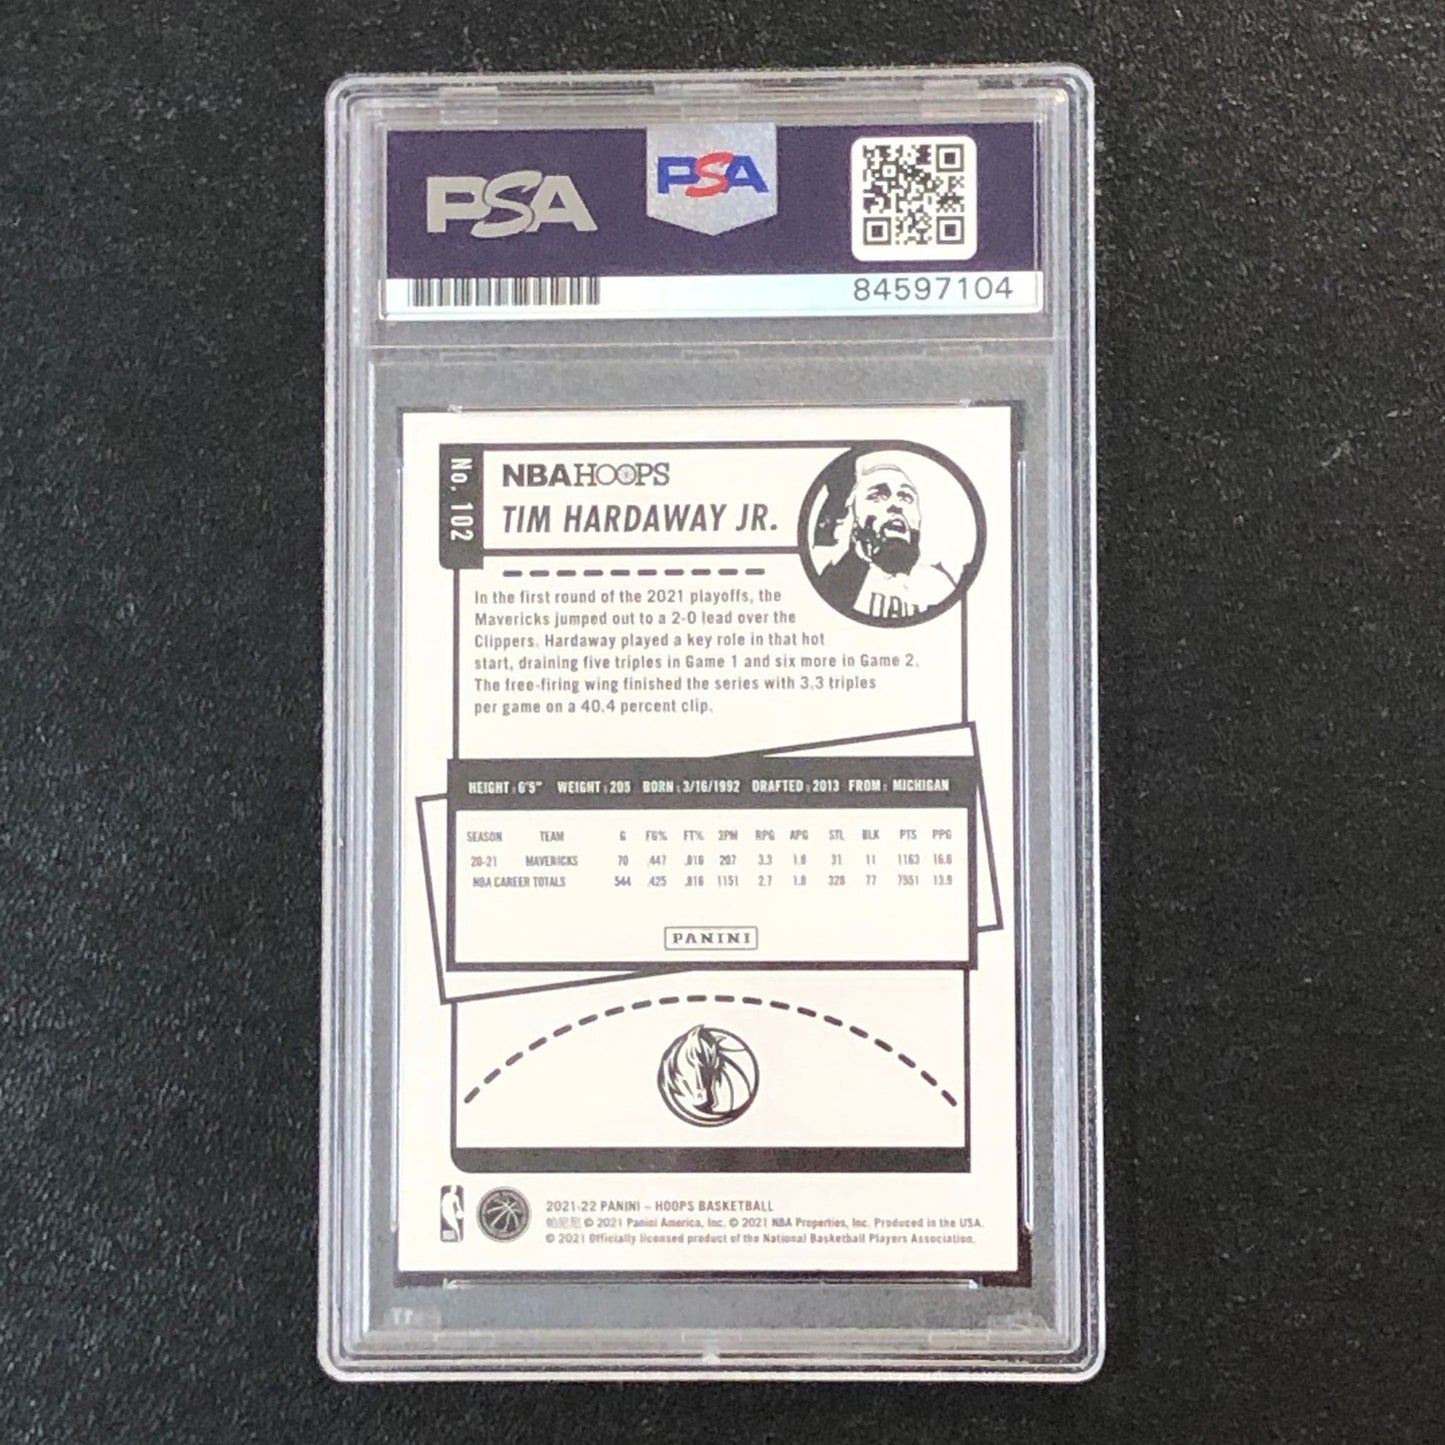 PSA
PSA
84597104
No. 102
NBA HOOPS
TIM HARDAWAY JR.
In the first round of the 2021 playoffs, the
Mavericks jumped out to a 2-0 lead over the
Clippers. Hardaway played a key role in that hot
start, draining five triples in Game 1 and six more in Game 2.
The free-firing wing finished the series with 3.3 triples
per game on a 40.4 percent clip.
HEIGHT: 6'5" WEIGHT: 205 BORN: 3/16/1992 DRAFTED: 2013 FROM: MICHIGAN
SEASON TEAM G FG% FT% 3PM RPG APG STL BLK PTS PPG
20-21 MAVERICKS 70 .447 .816 207 3.3 1.8 31 11 1163 16.6
NBA CAREER TOTALS 544 .425 .816 1151 2.7 1.8 328 77 7551 13.9
PANINI
2021-22 PANINI – HOOPS BASKETBALL
帕尼尼 © 2021 Panini America, Inc. © 2021 NBA Properties, Inc. Produced in the USA.
© 2021 Officially licensed product of the National Basketball Players Association.